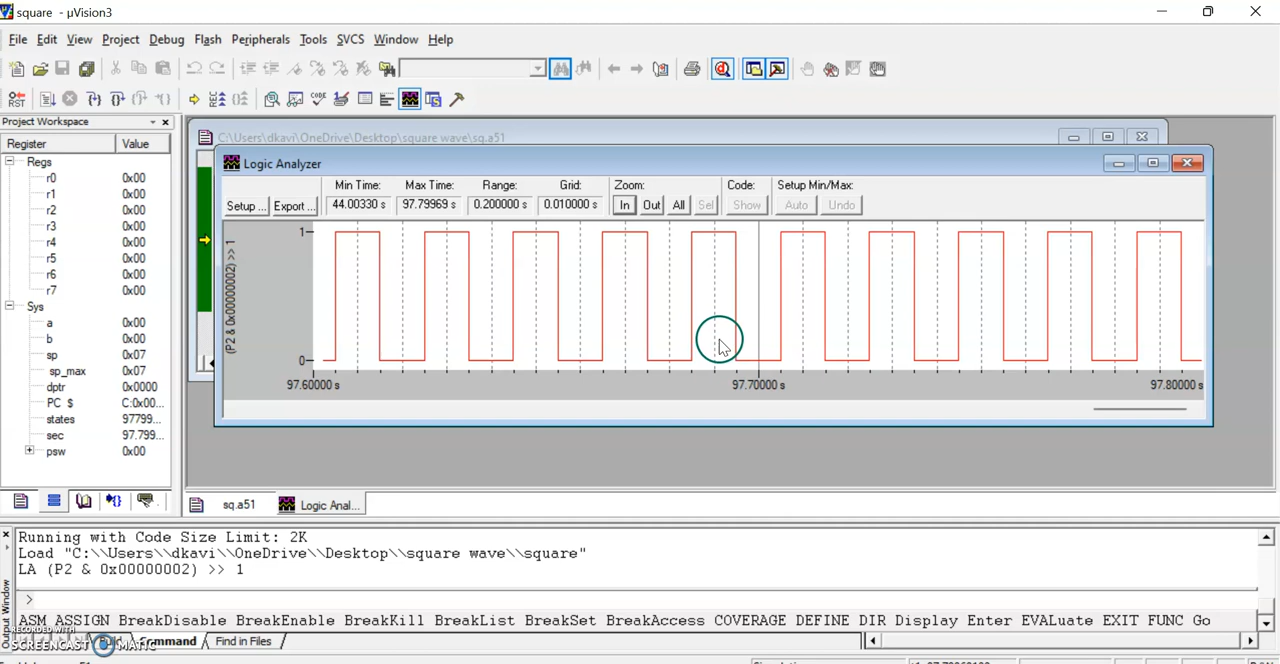 square - µVision3
File Edit View Project Debug Flash Peripherals Tools SVCS Window Help
Project Workspace
Register Value
Regs
r0 0x00
r1 0x00
r2 0x00
r3 0x00
r4 0x00
r5 0x00
r6 0x00
r7 0x00
Sys
a 0x00
b 0x00
sp 0x07
sp_max 0x07
dptr 0x0000
PC $ C:0x00...
states 97799...
sec 97.799...
psw 0x00
C:\Users\dkavi\OneDrive\Desktop\square wave\sq.a51
Logic Analyzer
Min Time: Max Time: Range: Grid: Zoom: Code: Setup Min/Max:
Setup ... Export ... 44.00330 s 97.79969 s 0.200000 s 0.010000 s In Out All Sel Show Auto Undo
(P2 & 0x00000002) >> 1
1
0
97.60000 s 97.70000 s 97.80000 s
sq.a51 Logic Anal...
Running with Code Size Limit: 2K
Load "C:\\Users\\dkavi\\OneDrive\\Desktop\\square wave\\square"
LA (P2 & 0x00000002) >> 1
>
ASM ASSIGN BreakDisable BreakEnable BreakKill BreakList BreakSet BreakAccess COVERAGE DEFINE DIR Display Enter EVALuate EXIT FUNC Go
Output Window
Command Find in Files
RECORDED WITH
SCREENCAST MATIC